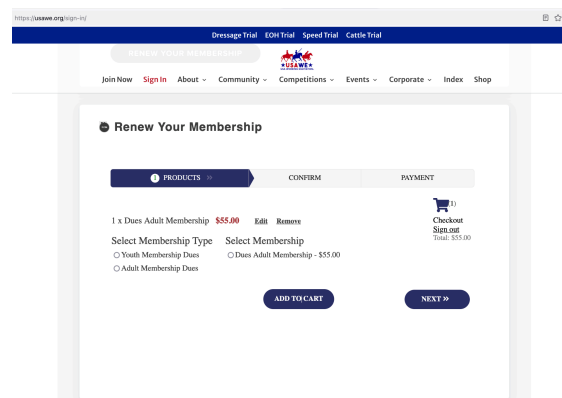 https://usawe.org/sign-in/
Dressage Trial EOH Trial Speed Trial Cattle Trial
RENEW YOUR MEMBERSHIP
★USAWE★
Join Now Sign In About Community Competitions Events Corporate Index Shop
Renew Your Membership
1 PRODUCTS » CONFIRM PAYMENT
(1)
1 x Dues Adult Membership $55.00 Edit Remove
Checkout
Sign out
Total: $55.00
Select Membership Type Select Membership
Youth Membership Dues Dues Adult Membership - $55.00
Adult Membership Dues
ADD TO CART NEXT »